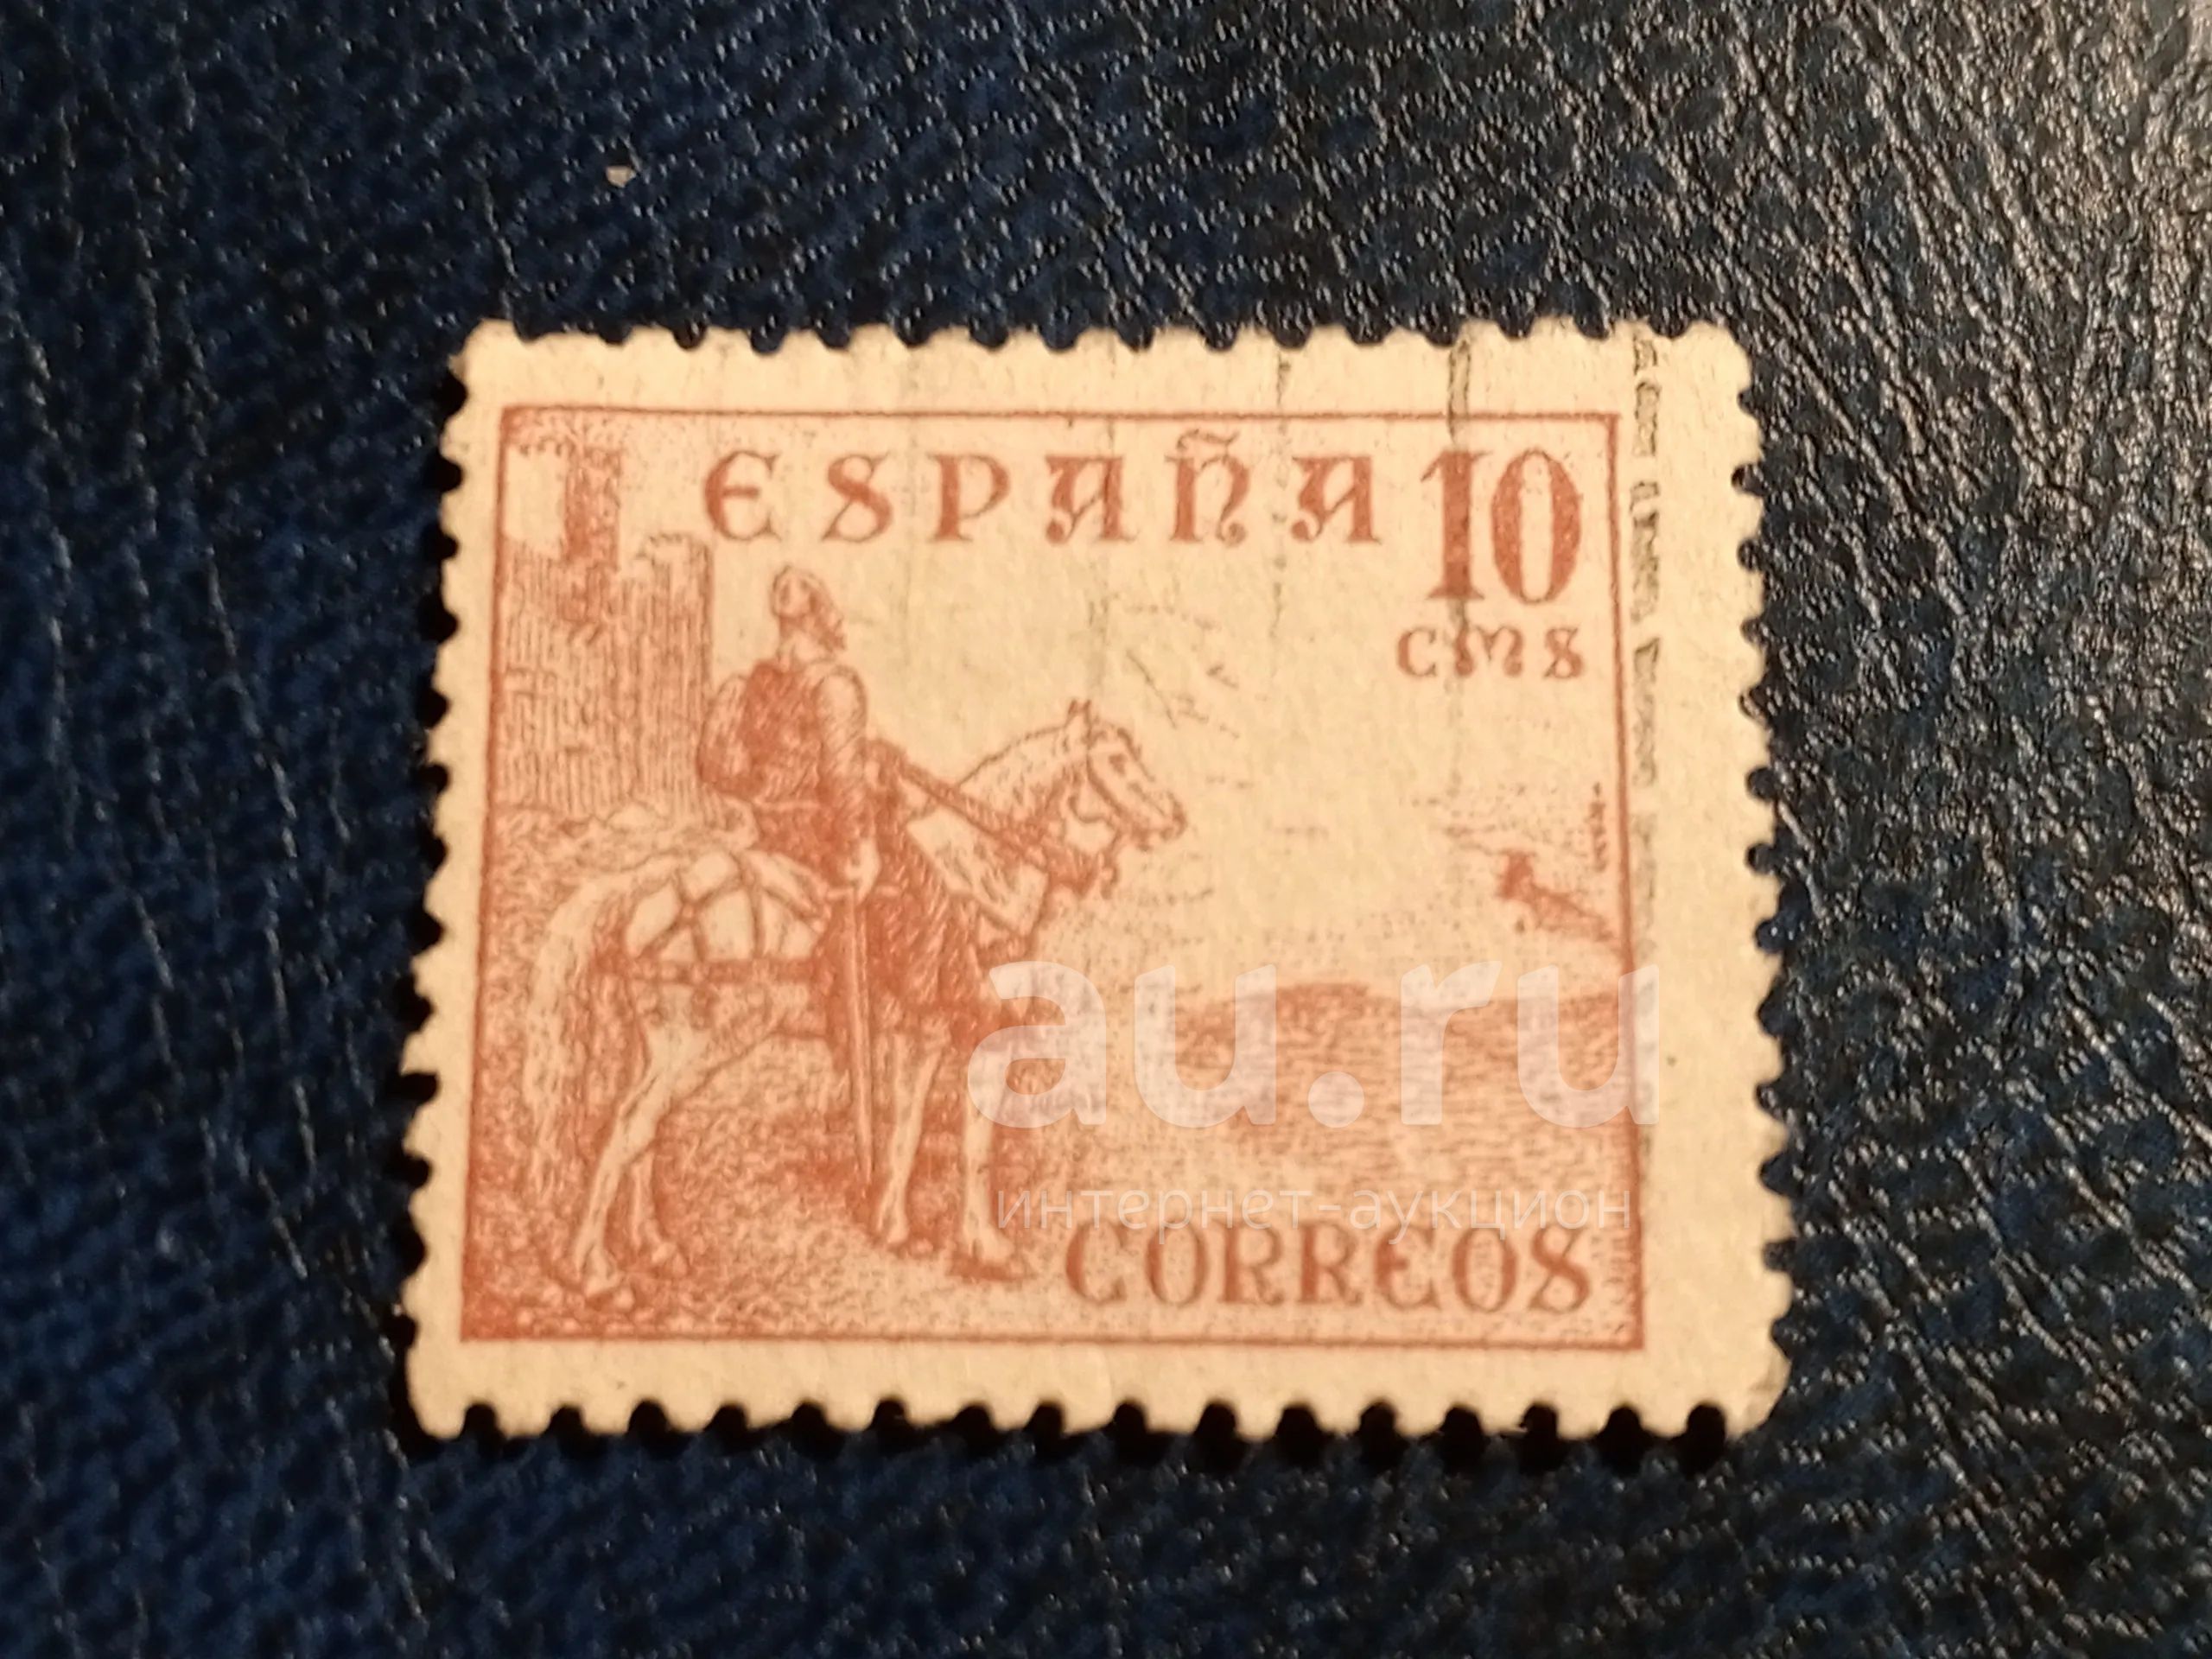 ESPAÑA 10
CMS
au.ru
интернет-аукцион
CORREOS